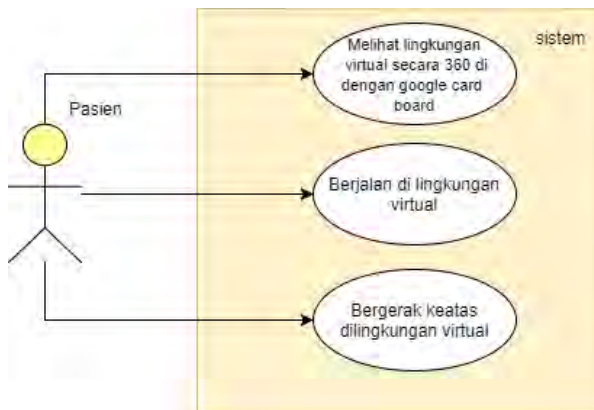 sistem
Melihat lingkungan
virtual secara 360 di
dengan google card
board
Pasien
Berjalan di lingkungan
virtual
Bergerak keatas
dilingkungan virtual